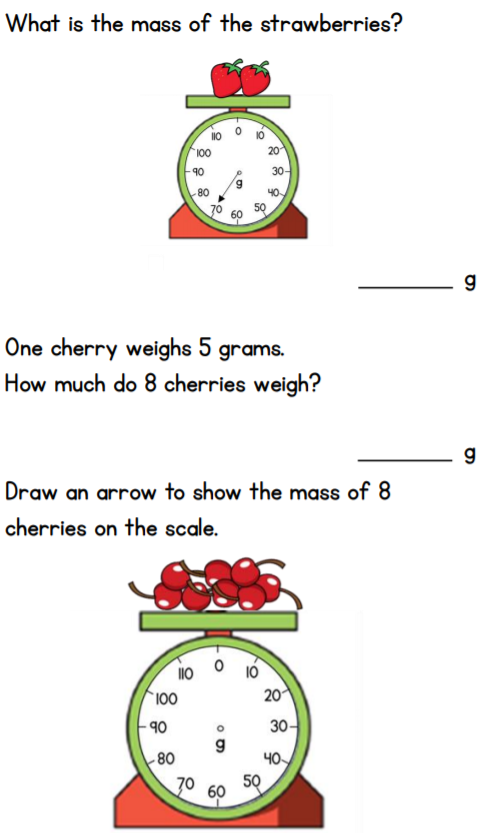 What is the mass of the strawberries?
0
10
20
30
40
50
60
70
80
90
100
110
g
_______ g
One cherry weighs 5 grams.
How much do 8 cherries weigh?
_______ g
Draw an arrow to show the mass of 8
cherries on the scale.
0
10
20
30
40
50
60
70
80
90
100
110
g